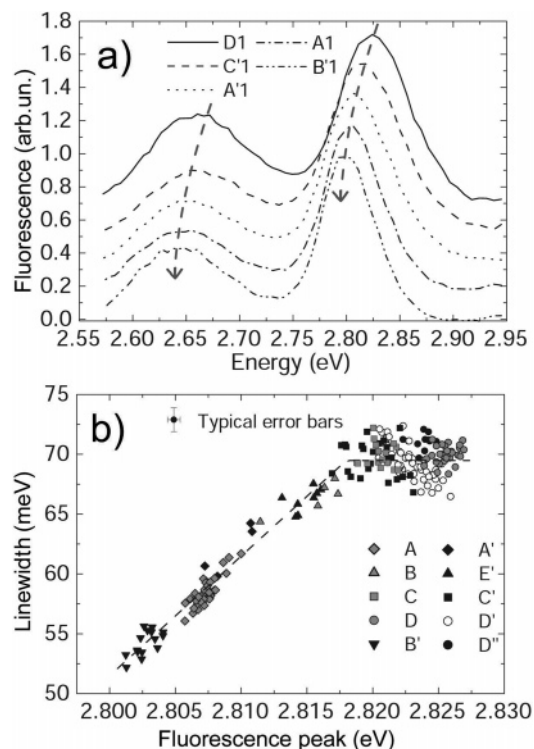 a)
D1 A1
C'1 B'1
A'1
Fluorescence (arb.un.)
1.8
1.6
1.4
1.2
1.0
0.8
0.6
0.4
0.2
0.0
2.55 2.60 2.65 2.70 2.75 2.80 2.85 2.90 2.95
Energy (eV)
b)
Typical error bars
Linewidth (meV)
75
70
65
60
55
50
A A'
B E'
C C'
D D'
B' D"
2.800 2.805 2.810 2.815 2.820 2.825 2.830
Fluorescence peak (eV)